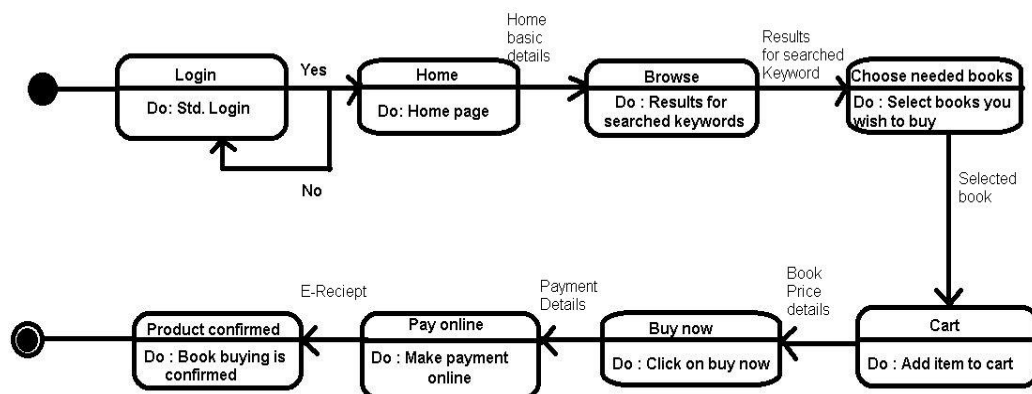 Login
Do: Std. Login
Yes
No
Home
Do: Home page
Home
basic
details
Browse
Do : Results for
searched keywords
Results
for searched
Keyword
Choose needed books
Do : Select books you
wish to buy
Selected
book
Cart
Do : Add item to cart
Book
Price
details
Buy now
Do : Click on buy now
Payment
Details
Pay online
Do : Make payment
online
E-Reciept
Product confirmed
Do : Book buying is
confirmed